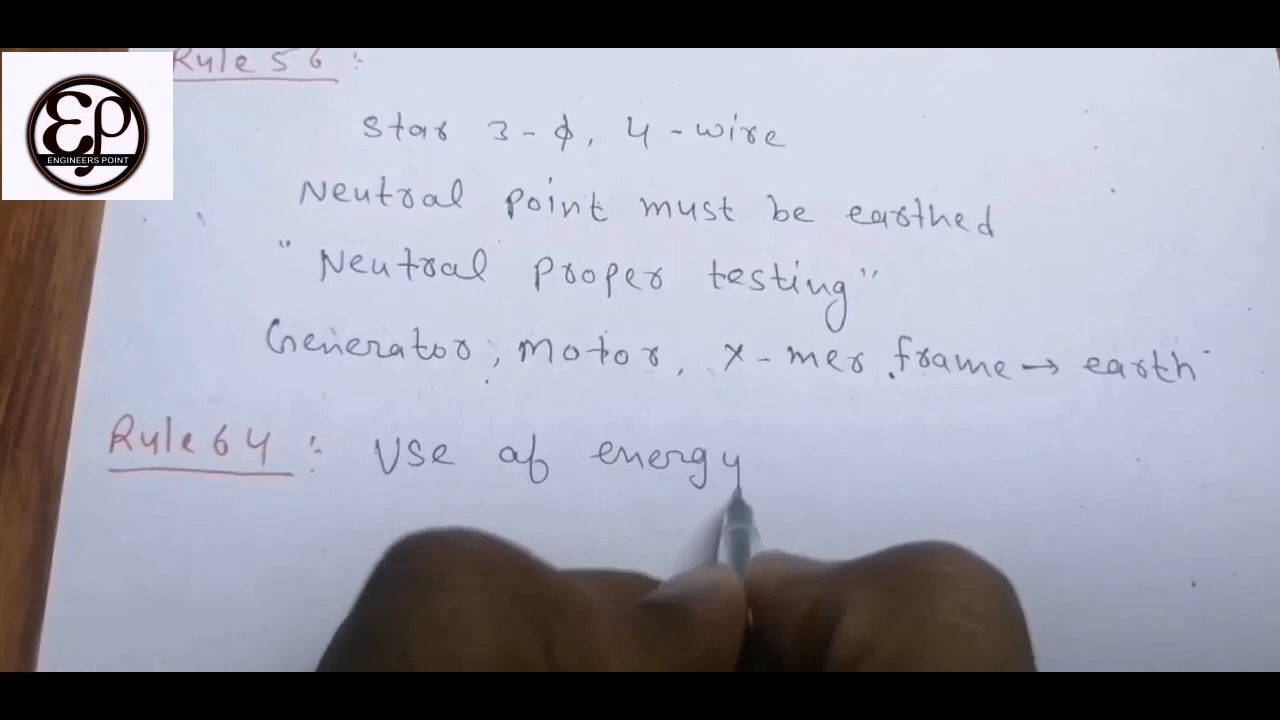 Rule 56 :
EP
ENGINEERS POINT
Star 3-φ, 4-wire
Neutral point must be earthed
"Neutral proper testing"
Generator, motor, x-mer frame → earth
Rule 64 : Use of energy